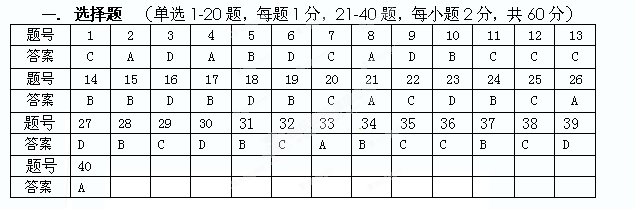 一. 选择题 （单选 1-20 题，每题 1 分，21-40 题，每小题 2 分，共 60 分）
题号 1 2 3 4 5 6 7 8 9 10 11 12 13
答案 C A D A B D C A D B C C C
题号 14 15 16 17 18 19 20 21 22 23 24 25 26
答案 B B D B D B C A C D B C A
题号 27 28 29 30 31 32 33 34 35 36 37 38 39
答案 D B C D B C A B C C B C D
题号 40
答案 A